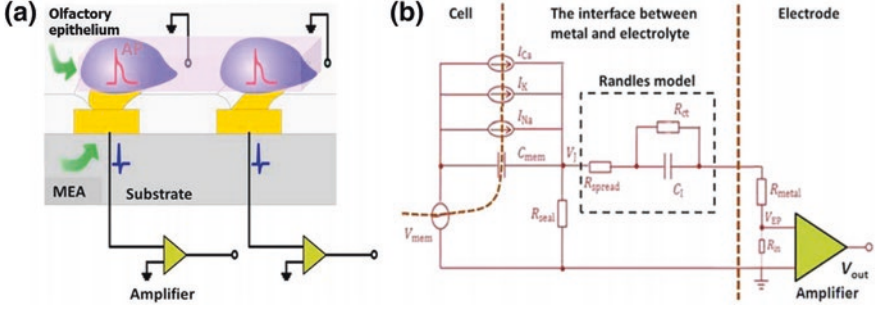 (a)
Olfactory
epithelium
AP
MEA
Substrate
Amplifier
(b)
Cell
The interface between
metal and electrolyte
Electrode
I_Ca
I_K
I_Na
C_mem
V_mem
V_J
R_seal
Randles model
R_spread
R_ct
C_I
R_metal
V_EP
R_in
V_out
Amplifier